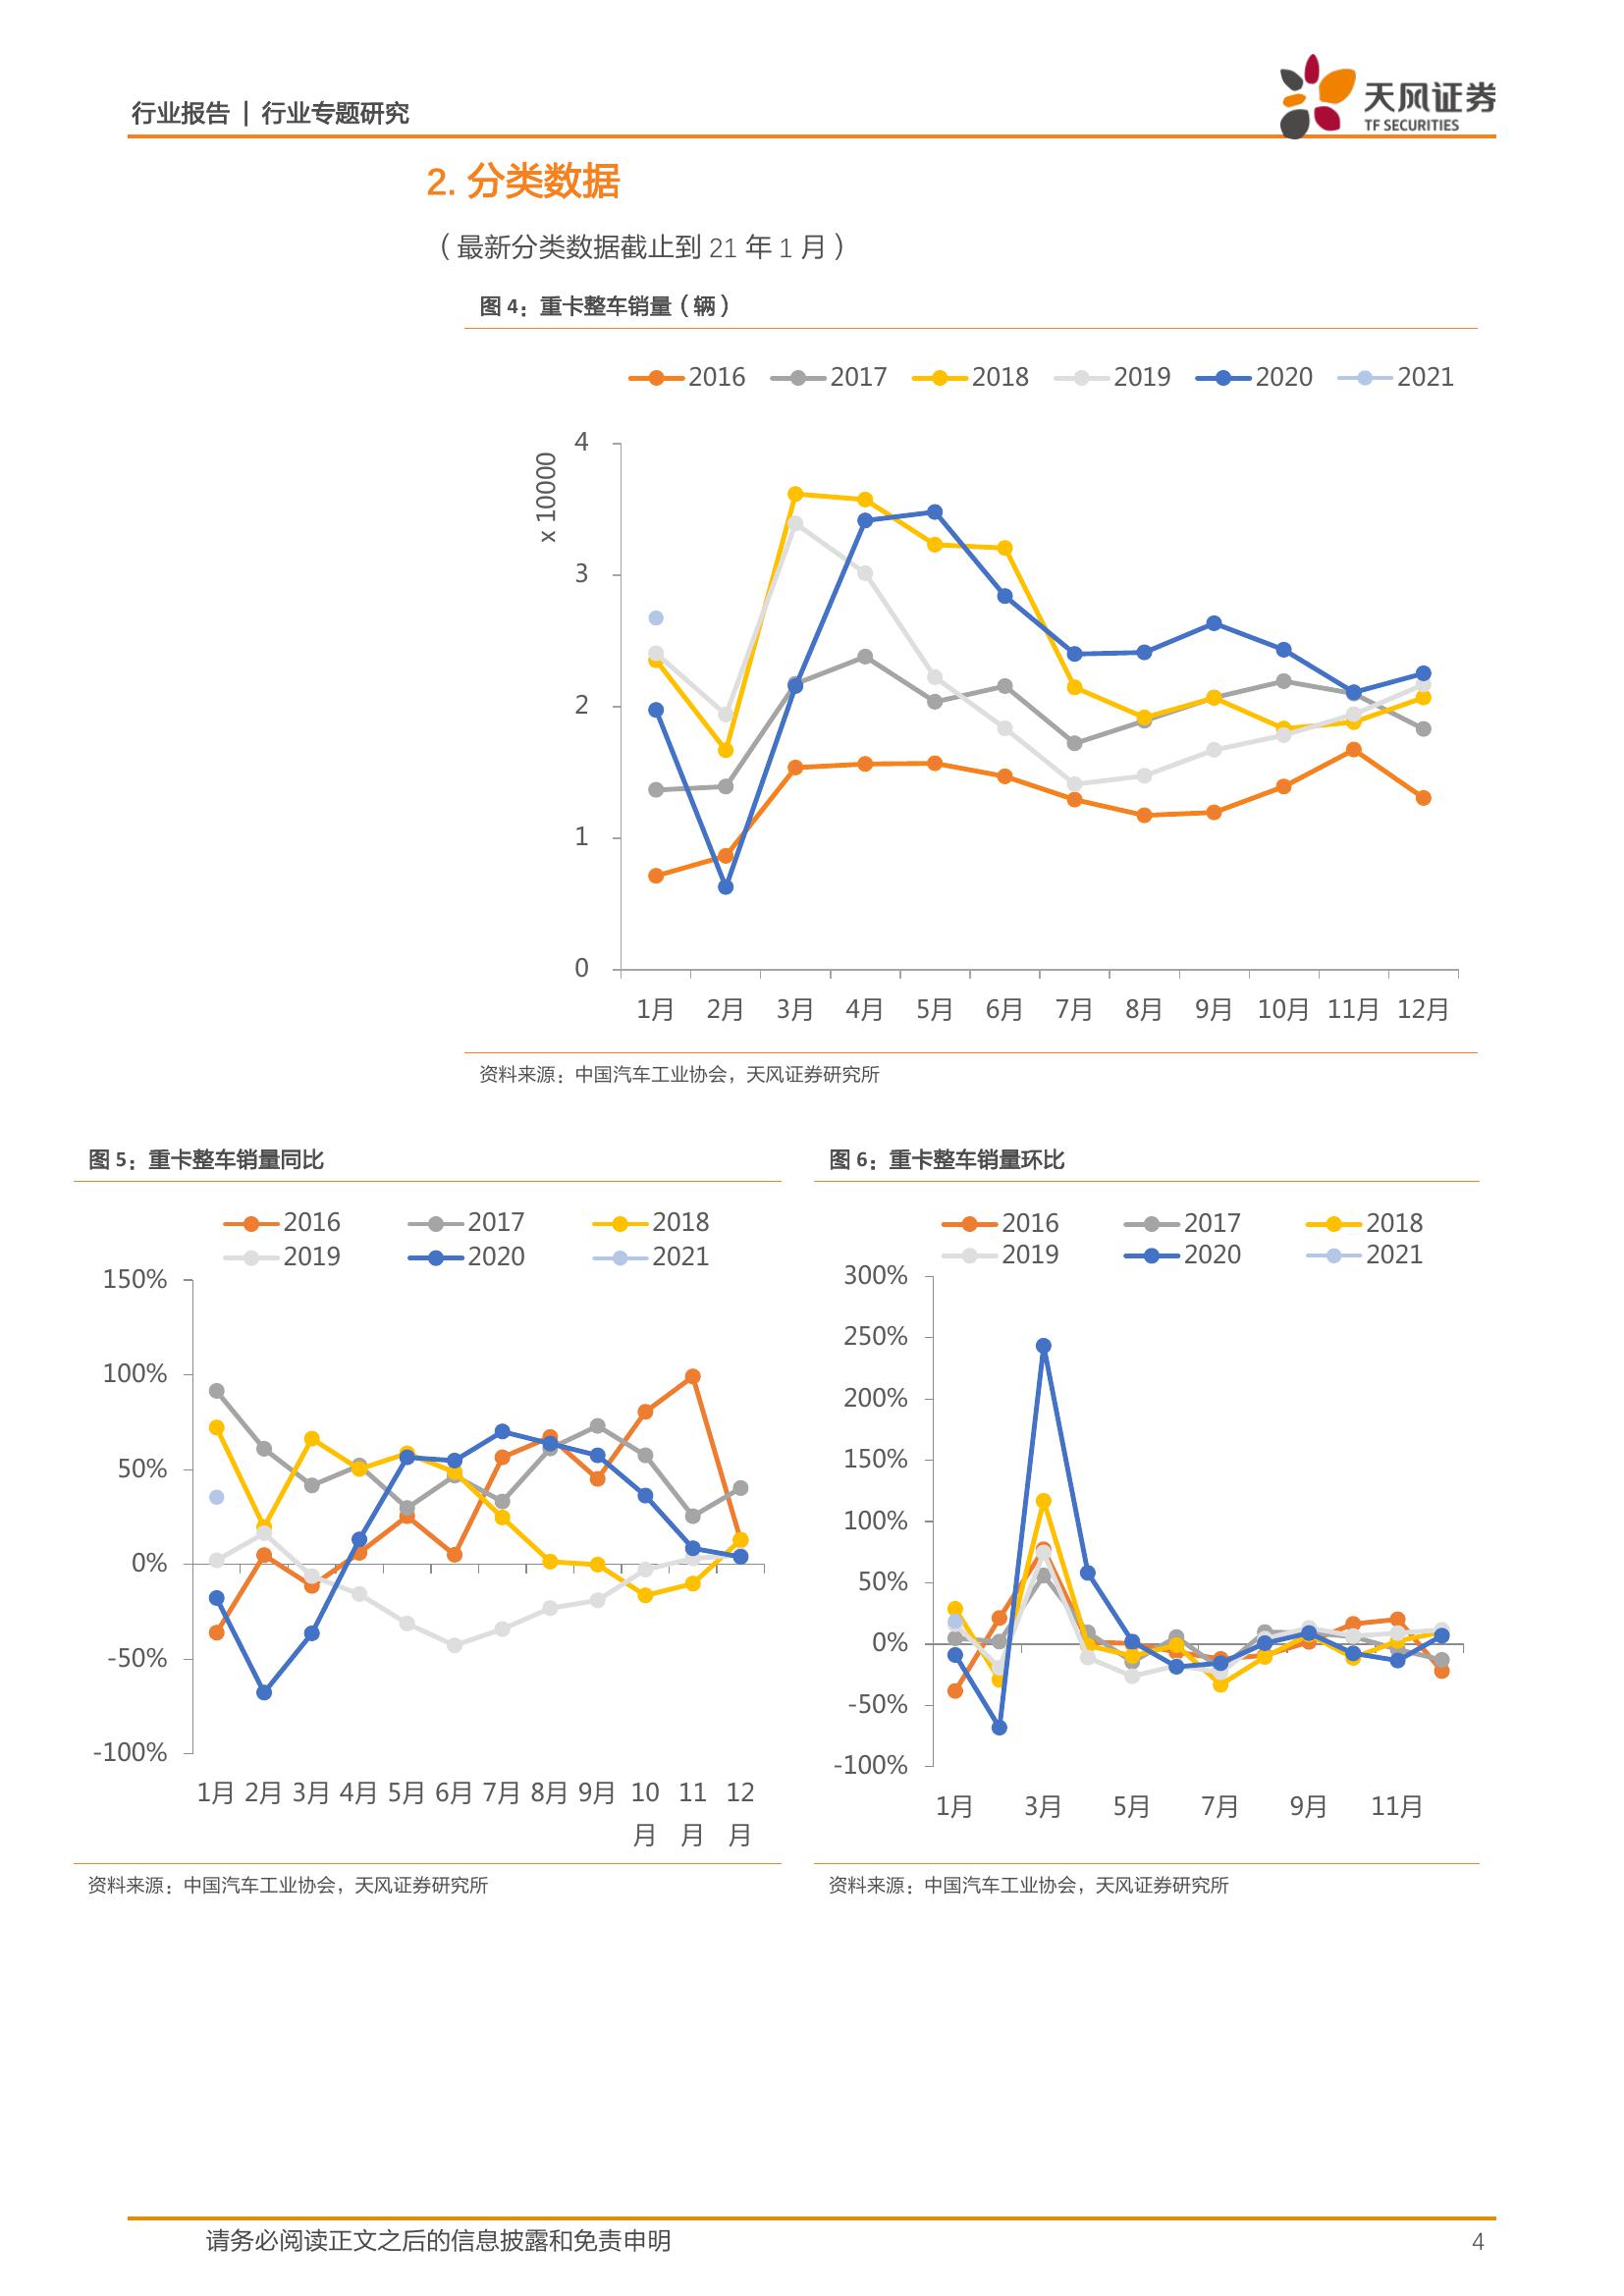 行业报告 | 行业专题研究
天风证券
TF SECURITIES
2. 分类数据
（最新分类数据截止到 21 年 1 月）
图 4：重卡整车销量（辆）
2016 2017 2018 2019 2020 2021
x 10000
4
3
2
1
0
1月 2月 3月 4月 5月 6月 7月 8月 9月 10月 11月 12月
资料来源：中国汽车工业协会，天风证券研究所
图 5：重卡整车销量同比
2016 2017 2018
2019 2020 2021
150%
100%
50%
0%
-50%
-100%
1月 2月 3月 4月 5月 6月 7月 8月 9月 10月 11月 12月
资料来源：中国汽车工业协会，天风证券研究所
图 6：重卡整车销量环比
2016 2017 2018
2019 2020 2021
300%
250%
200%
150%
100%
50%
0%
-50%
-100%
1月 3月 5月 7月 9月 11月
资料来源：中国汽车工业协会，天风证券研究所
请务必阅读正文之后的信息披露和免责申明 4